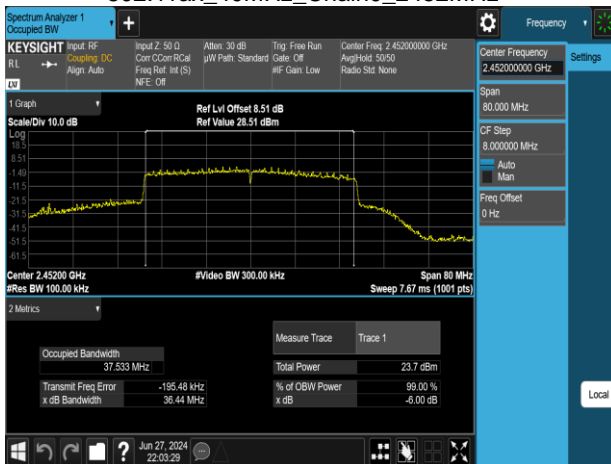 Spectrum Analyzer 1
Occupied BW
+
Frequency
KEYSIGHT
RL
LXI
Input: RF
Coupling: DC
Align: Auto
Input Z: 50 Ω
Corr CCorr RCal
Freq Ref: Int (S)
NFE: Off
Atten: 30 dB
µW Path: Standard
Trig: Free Run
Gate: Off
#IF Gain: Low
Center Freq: 2.452000000 GHz
Avg|Hold: 50/50
Radio Std: None
Center Frequency
2.452000000 GHz
Settings
Span
80.000 MHz
CF Step
8.000000 MHz
Auto
Man
Freq Offset
0 Hz
1 Graph
Scale/Div 10.0 dB
Ref Lvl Offset 8.51 dB
Ref Value 28.51 dBm
Log
18.5
8.51
-1.49
-11.5
-21.5
-31.5
-41.5
-51.5
-61.5
Center 2.45200 GHz
#Video BW 300.00 kHz
Span 80 MHz
#Res BW 100.00 kHz
Sweep 7.67 ms (1001 pts)
2 Metrics
Measure Trace
Trace 1
Occupied Bandwidth
37.533 MHz
Total Power
23.7 dBm
Transmit Freq Error
-195.48 kHz
% of OBW Power
99.00 %
x dB Bandwidth
36.44 MHz
x dB
-6.00 dB
Local
?
Jun 27, 2024
22:03:29